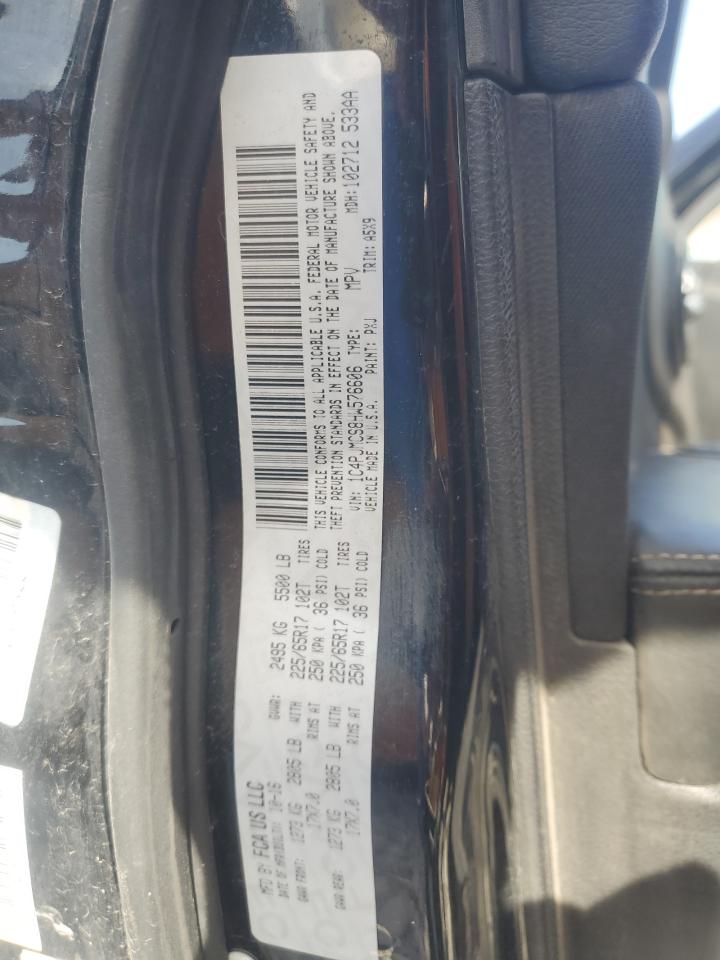 MFD BY FCA US LLC
DATE OF MFR/BUILT: 10-16 GVWR: 2495 KG 5500 LB
GAWR FRONT: 1273 KG 2805 LB WITH 225/65R17 102T TIRES
17X7.0 RIMS AT 250 KPA ( 36 PSI) COLD
GAWR REAR: 1273 KG 2805 LB WITH 225/65R17 102T TIRES
17X7.0 RIMS AT 250 KPA ( 36 PSI) COLD
THIS VEHICLE CONFORMS TO ALL APPLICABLE U.S.A. FEDERAL MOTOR VEHICLE SAFETY AND
THEFT PREVENTION STANDARDS IN EFFECT ON THE DATE OF MANUFACTURE SHOWN ABOVE.
VIN: 1C4PJMCS8HW576606 TYPE: MPV MDH: 102712 533AA
VEHICLE MADE IN U.S.A. PAINT: PXJ TRIM: A5X9